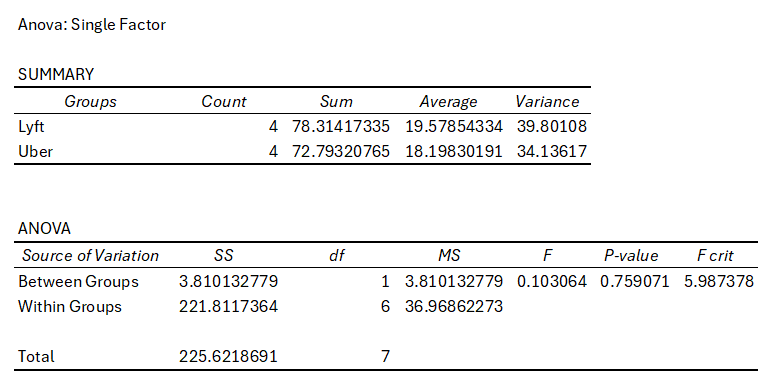 Anova: Single Factor
SUMMARY
Groups Count Sum Average Variance
Lyft 4 78.31417335 19.57854334 39.80108
Uber 4 72.79320765 18.19830191 34.13617
ANOVA
Source of Variation SS df MS F P-value F crit
Between Groups 3.810132779 1 3.810132779 0.103064 0.759071 5.987378
Within Groups 221.8117364 6 36.96862273
Total 225.6218691 7